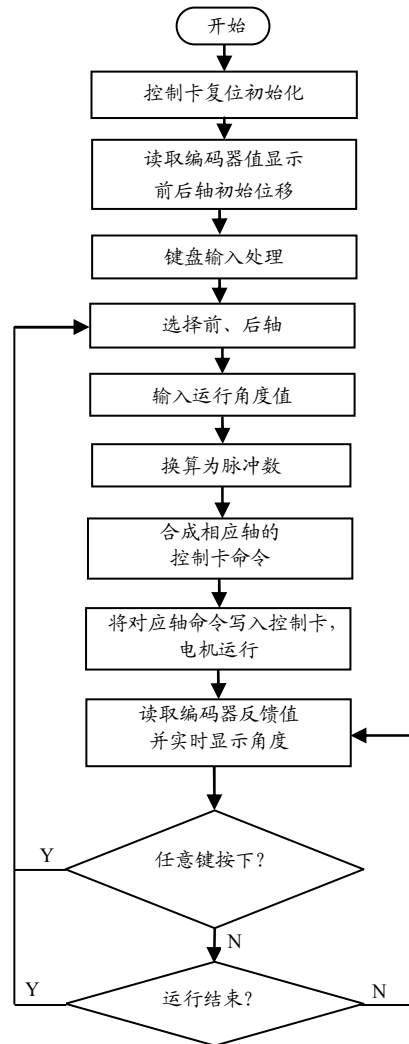 开始
控制卡复位初始化
读取编码器值显示
前后轴初始位移
键盘输入处理
选择前、后轴
输入运行角度值
换算为脉冲数
合成相应轴的
控制卡命令
将对应轴命令写入控制卡，
电机运行
读取编码器反馈值
并实时显示角度
Y
任意键按下？
N
Y
运行结束？
N